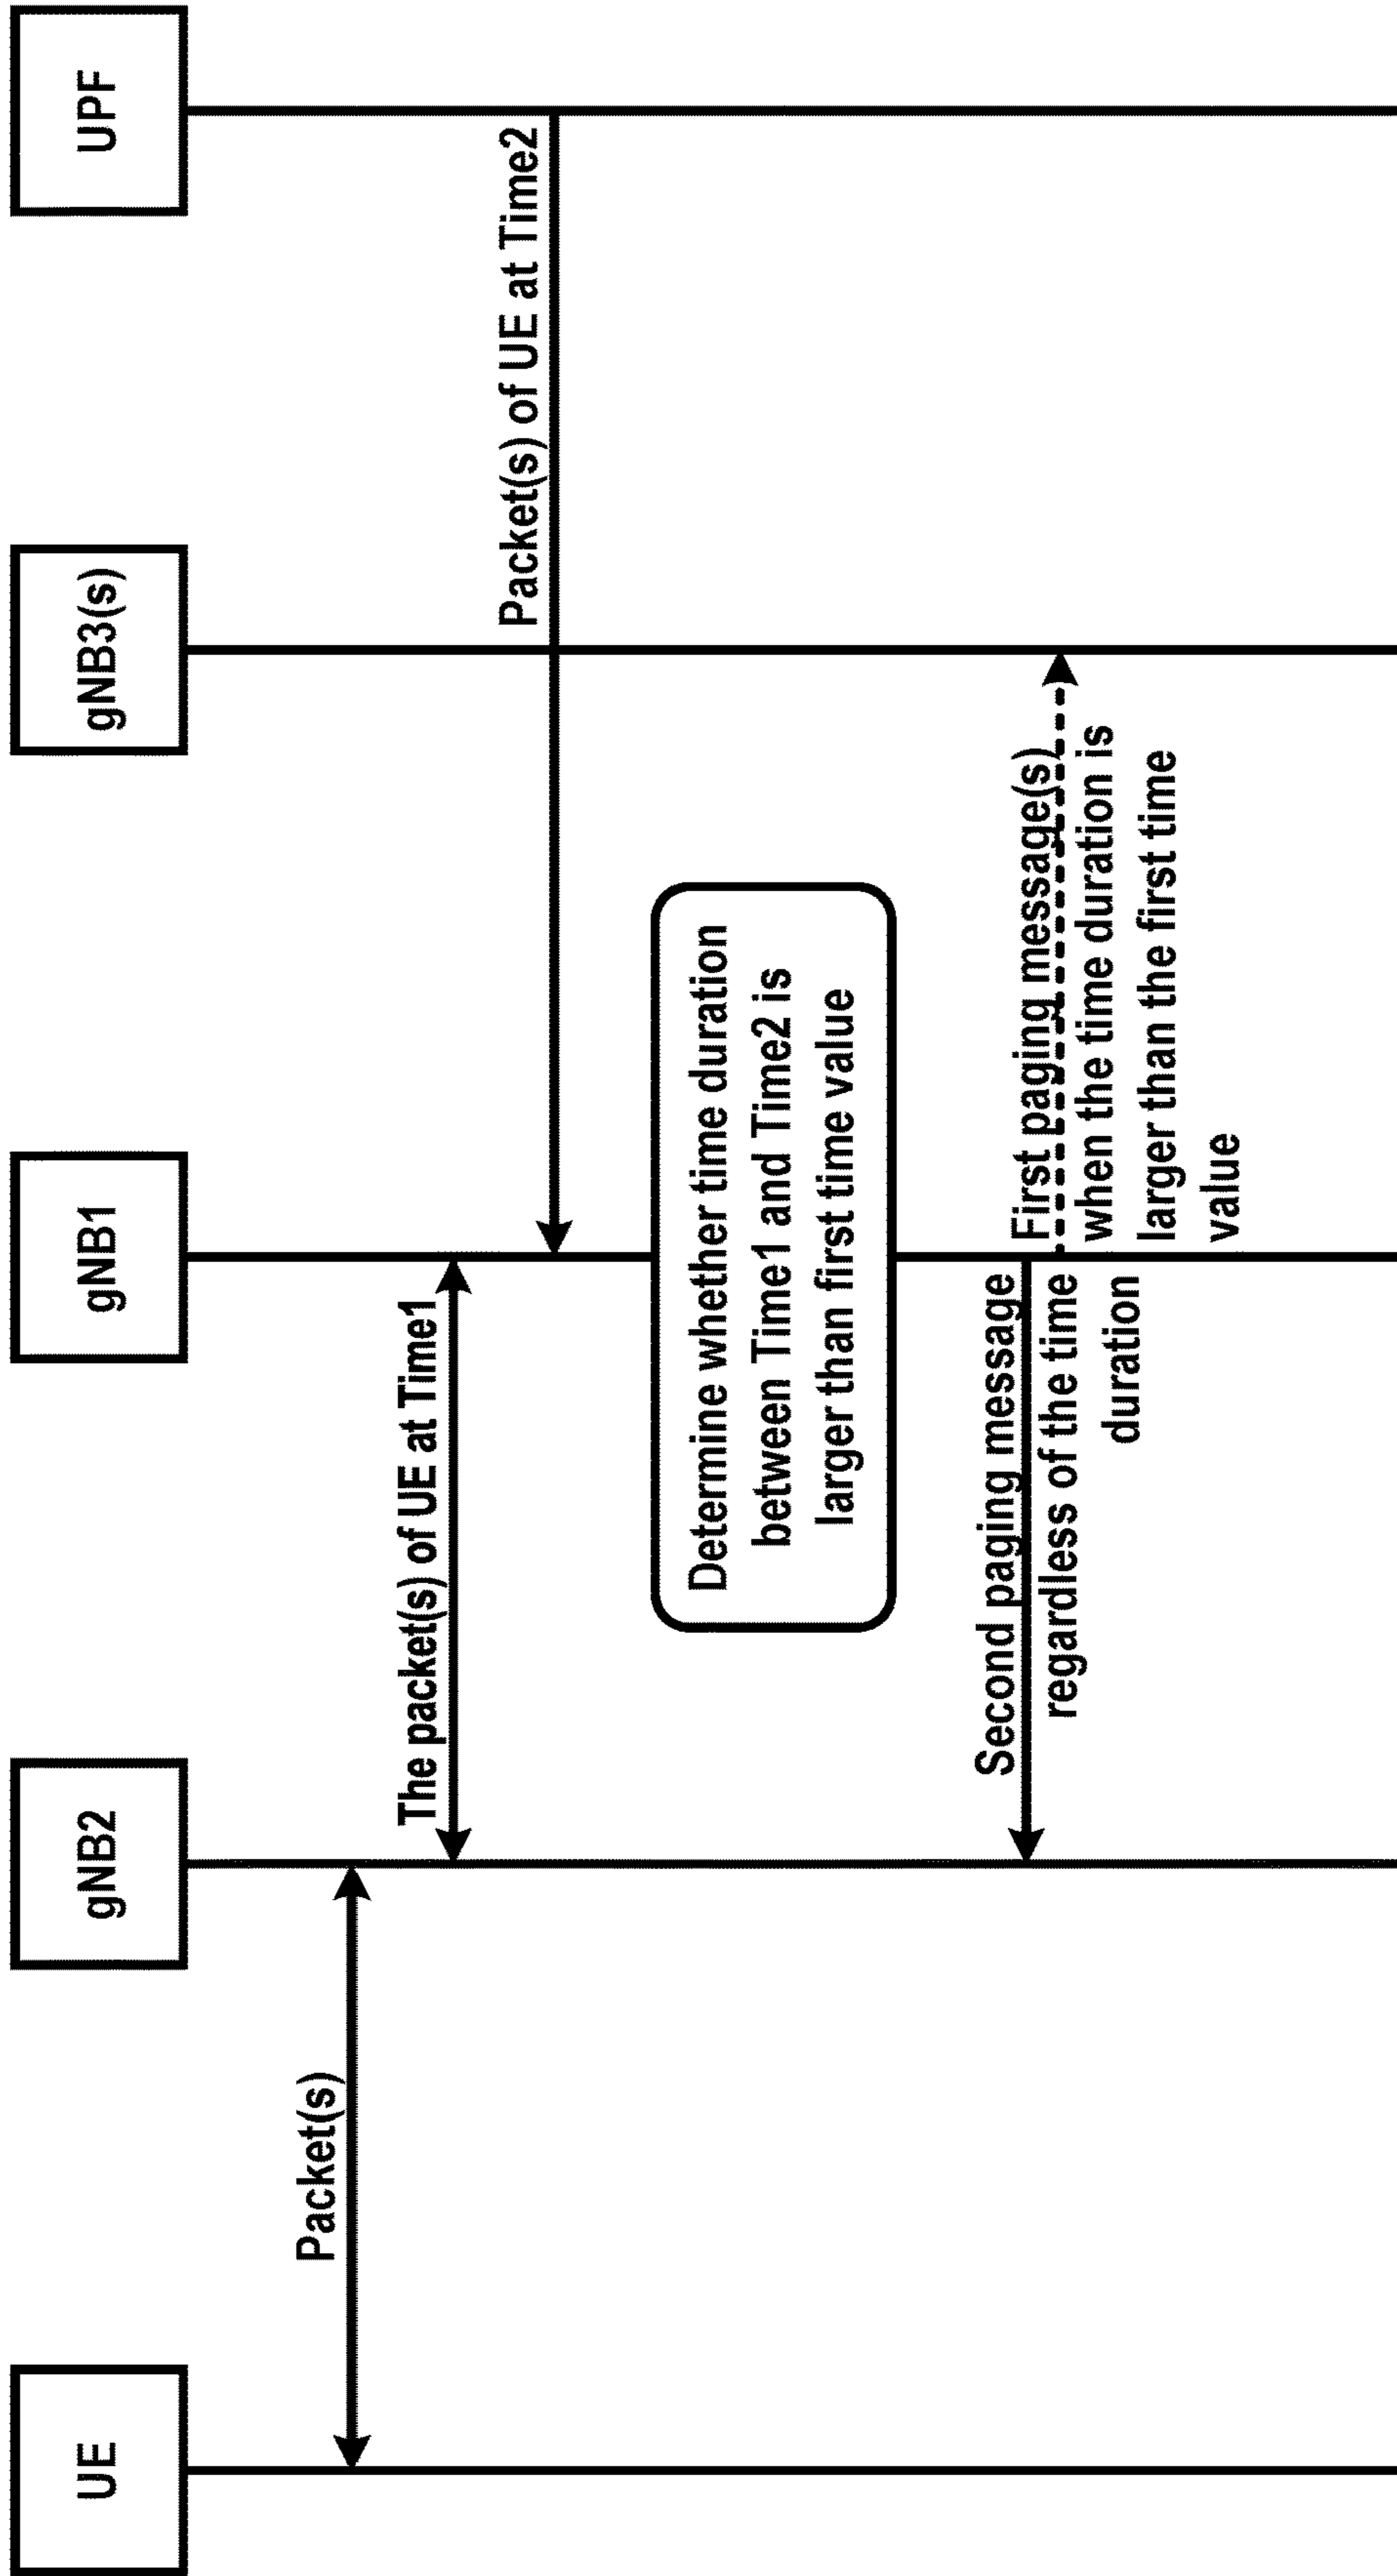 UE
gNB2
gNB1
gNB3(s)
UPF
Packet(s)
The packet(s) of UE at Time1
Packet(s) of UE at Time2
Determine whether time duration
between Time1 and Time2 is
larger than first time value
Second paging message
regardless of the time
duration
First paging message(s)
when the time duration is
larger than the first time
value